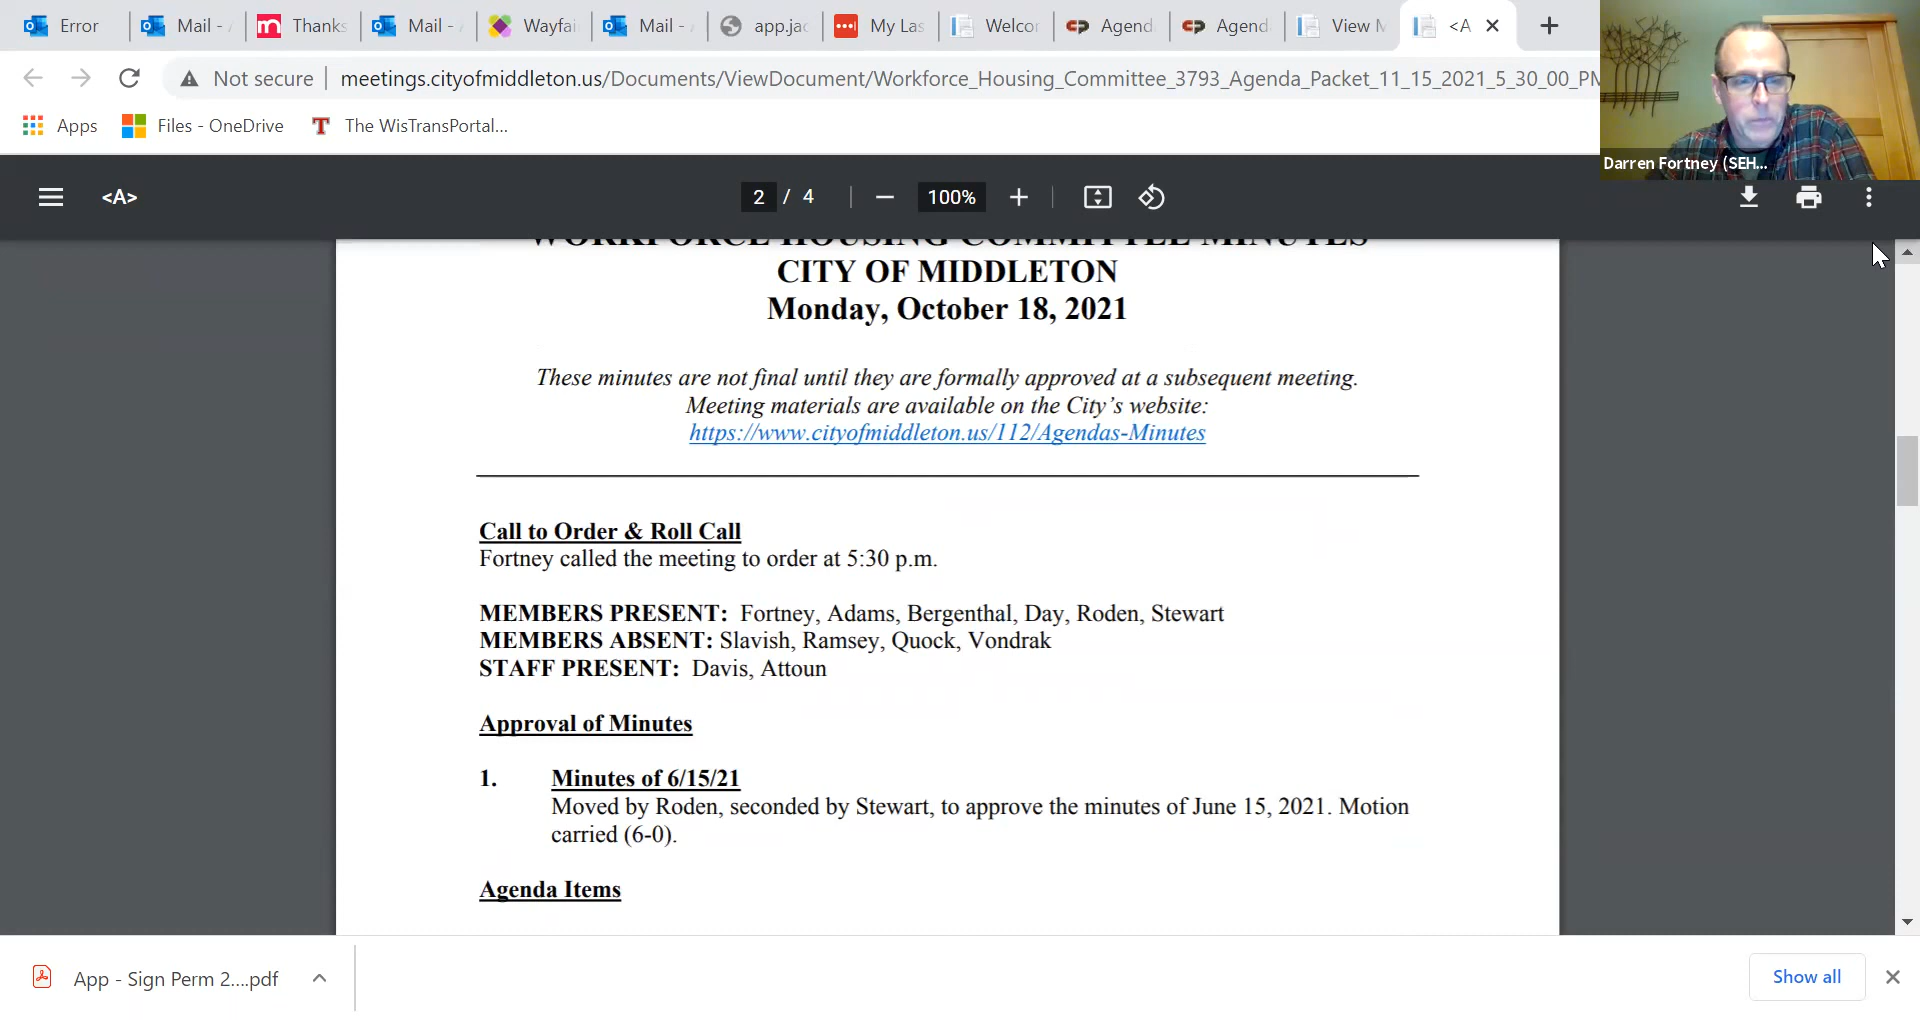 Error
Mail -
Thanks
Mail -
Wayfai
Mail -
app.jac
My Las
Welcor
Agend
Agend
View M
<A
Not secure
meetings.cityofmiddleton.us/Documents/ViewDocument/Workforce_Housing_Committee_3793_Agenda_Packet_11_15_2021_5_30_00_PM
Apps
Files - OneDrive
The WisTransPortal...
Darren Fortney (SEH...
<A>
2 / 4
100%
WORKFORCE HOUSING COMMITTEE MINUTES
CITY OF MIDDLETON
Monday, October 18, 2021
These minutes are not final until they are formally approved at a subsequent meeting.
Meeting materials are available on the City’s website:
https://www.cityofmiddleton.us/112/Agendas-Minutes
Call to Order & Roll Call
Fortney called the meeting to order at 5:30 p.m.
MEMBERS PRESENT: Fortney, Adams, Bergenthal, Day, Roden, Stewart
MEMBERS ABSENT: Slavish, Ramsey, Quock, Vondrak
STAFF PRESENT: Davis, Attoun
Approval of Minutes
1. Minutes of 6/15/21
Moved by Roden, seconded by Stewart, to approve the minutes of June 15, 2021. Motion
carried (6-0).
Agenda Items
App - Sign Perm 2....pdf
Show all